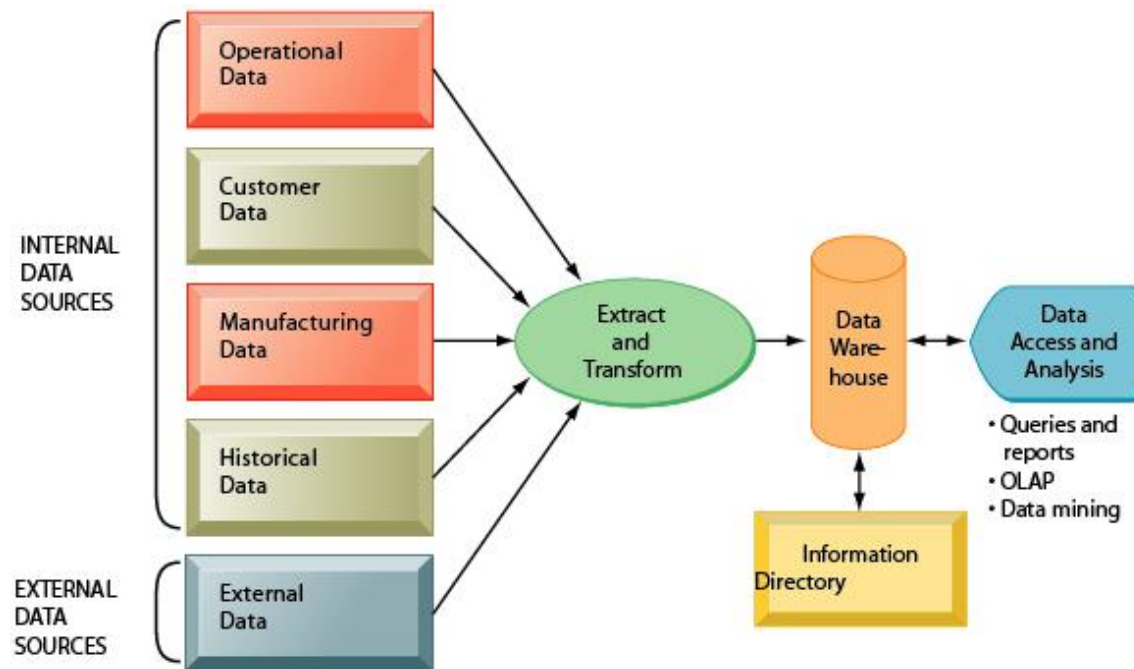 INTERNAL
DATA
SOURCES
Operational
Data
Customer
Data
Manufacturing
Data
Historical
Data
EXTERNAL
DATA
SOURCES
External
Data
Extract
and
Transform
Data
Ware-
house
Information
Directory
Data
Access and
Analysis
• Queries and
reports
• OLAP
• Data mining